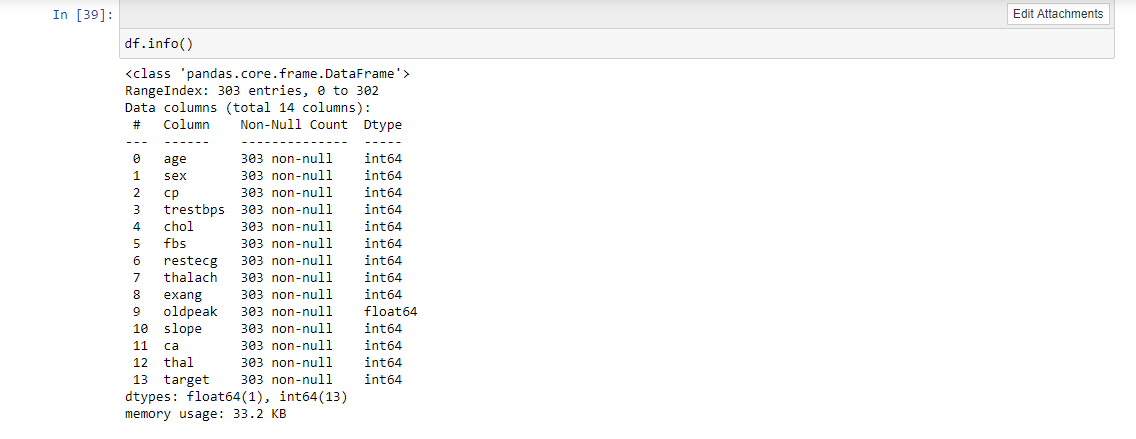 In [39]:
Edit Attachments
df.info()
<class 'pandas.core.frame.DataFrame'>
RangeIndex: 303 entries, 0 to 302
Data columns (total 14 columns):
 #   Column    Non-Null Count  Dtype
---  ------    --------------  -----
 0   age       303 non-null    int64
 1   sex       303 non-null    int64
 2   cp        303 non-null    int64
 3   trestbps  303 non-null    int64
 4   chol      303 non-null    int64
 5   fbs       303 non-null    int64
 6   restecg   303 non-null    int64
 7   thalach   303 non-null    int64
 8   exang     303 non-null    int64
 9   oldpeak   303 non-null    float64
 10  slope     303 non-null    int64
 11  ca        303 non-null    int64
 12  thal      303 non-null    int64
 13  target    303 non-null    int64
dtypes: float64(1), int64(13)
memory usage: 33.2 KB